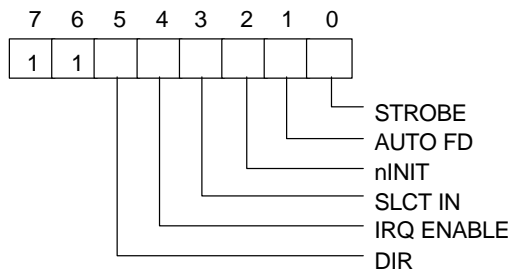 7 6 5 4 3 2 1 0
1 1
STROBE
AUTO FD
nINIT
SLCT IN
IRQ ENABLE
DIR